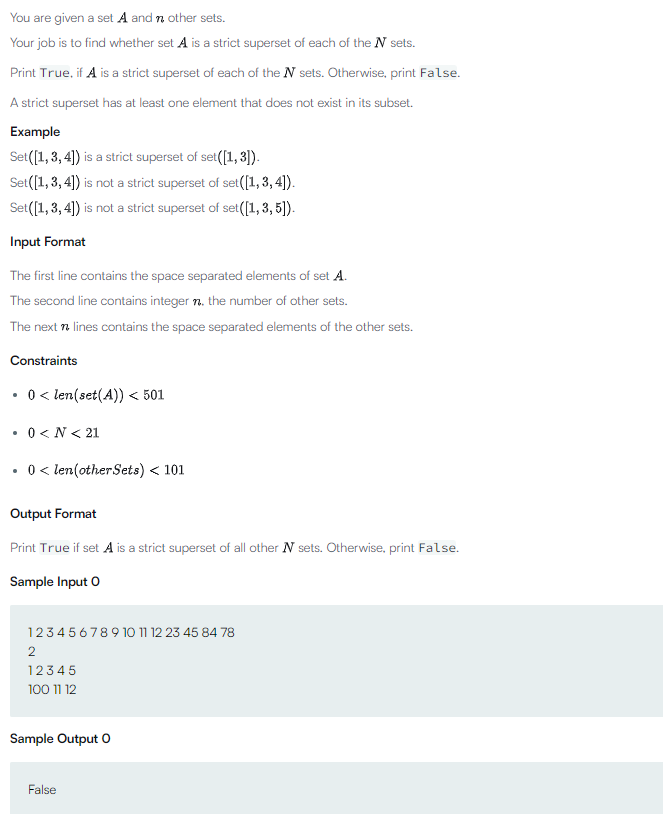 You are given a set A and n other sets.
Your job is to find whether set A is a strict superset of each of the N sets.
Print True, if A is a strict superset of each of the N sets. Otherwise, print False.
A strict superset has at least one element that does not exist in its subset.
Example
Set([1, 3, 4]) is a strict superset of set([1, 3]).
Set([1, 3, 4]) is not a strict superset of set([1, 3, 4]).
Set([1, 3, 4]) is not a strict superset of set([1, 3, 5]).
Input Format
The first line contains the space separated elements of set A.
The second line contains integer n, the number of other sets.
The next n lines contains the space separated elements of the other sets.
Constraints
• 0 < len(set(A)) < 501
• 0 < N < 21
• 0 < len(otherSets) < 101
Output Format
Print True if set A is a strict superset of all other N sets. Otherwise, print False.
Sample Input 0
1 2 3 4 5 6 7 8 9 10 11 12 23 45 84 78
2
1 2 3 4 5
100 11 12
Sample Output 0
False